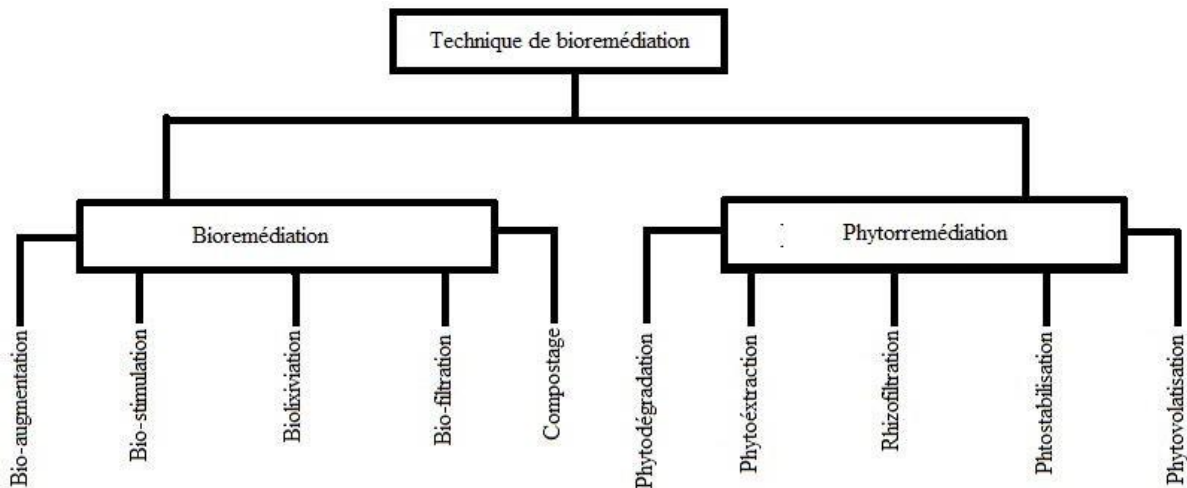 Technique de bioremédiation
Bioremédiation
Phytorremédiation
Bio-augmentation
Bio-stimulation
Biolixiviation
Bio-filtration
Compostage
Phytodégradation
Phytoéxtraction
Rhizofiltration
Phtostabilisation
Phytovolatisation